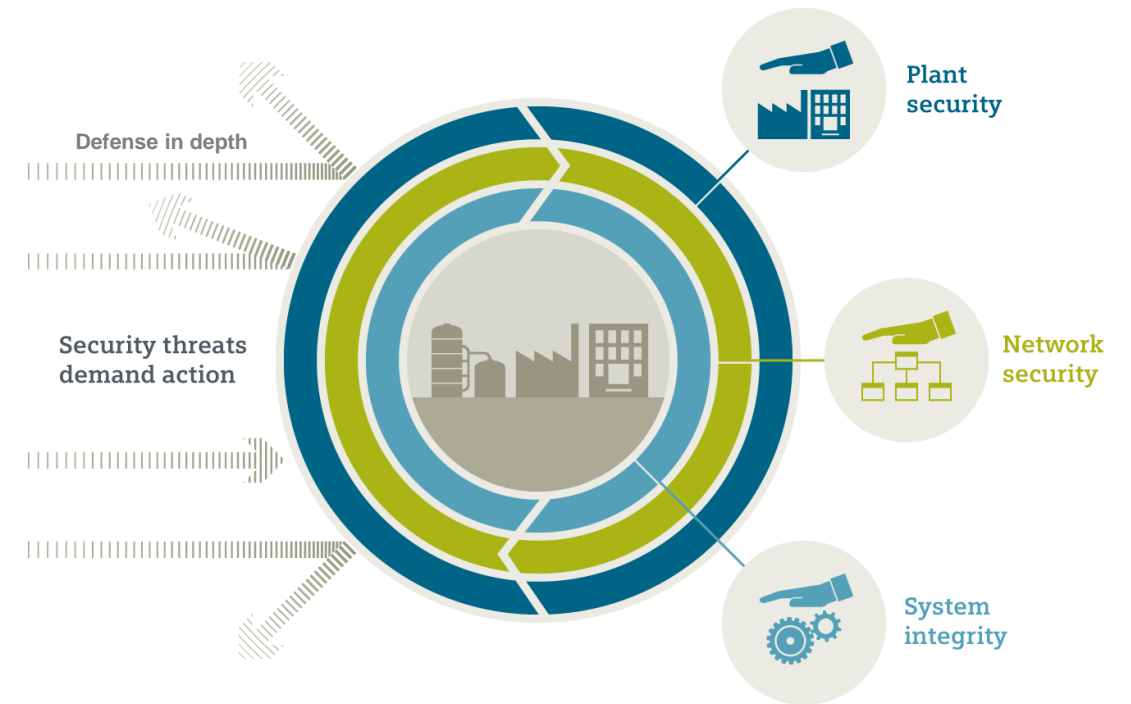 Defense in depth
Security threats
demand action
Plant
security
Network
security
System
integrity